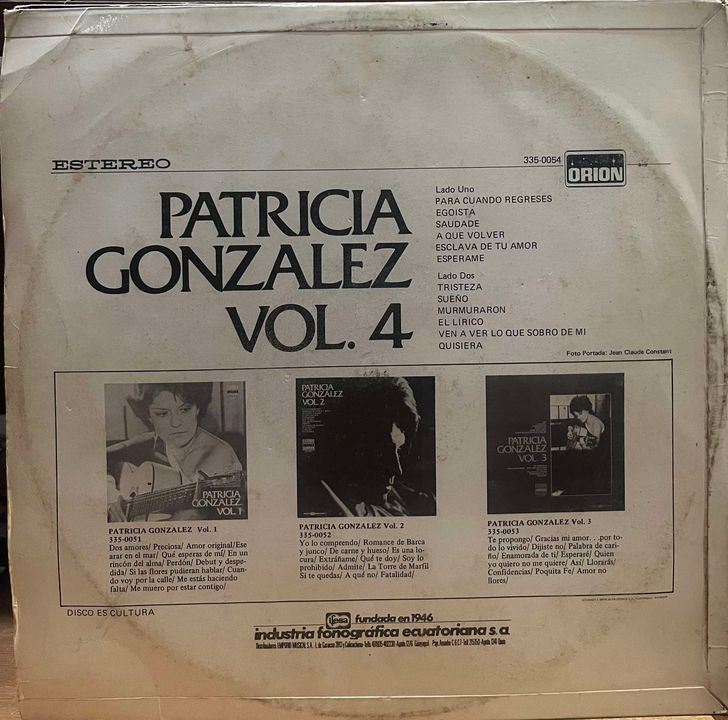 ESTEREO
335-0054
ORION
PATRICIA
GONZALEZ
VOL. 4
Lado Uno
PARA CUANDO REGRESES
EGOISTA
SAUDADE
A QUE VOLVER
ESCLAVA DE TU AMOR
ESPERAME
Lado Dos
TRISTEZA
SUEÑO
MURMURARON
EL LÍRICO
VEN A VER LO QUE SOBRO DE MI
QUISIERA
Foto Portada: Jean Claude Constant
PATRICIA
GONZALEZ
VOL 1
PATRICIA GONZALEZ Vol. 1
335-0051
Dos amores/ Preciosa/ Amor original/Ese
arar en el mar/ Qué esperas de mí/ En un
rincón del alma/ Perdón/ Debut y despe-
dida/ Si las flores pudieran hablar/ Cuan-
do voy por la calle/ Me estás haciendo
falta/ Me muero por estar contigo/
PATRICIA
GONZALEZ
VOL. 2
PATRICIA GONZALEZ Vol. 2
335-0052
Yo lo comprendo/ Romance de Barca
y junco/ De carne y hueso/ Es una lo-
cura/ Extráñame/ Qué te doy/ Soy lo
prohibido/ Admite/ La Torre de Marfil
Si te quedas/ A qué no/ Fatalidad/
PATRICIA
GONZALEZ
VOL 3
PATRICIA GONZALEZ Vol. 3
335-0053
Te propongo/ Gracias mi amor. . .por to-
do lo vivido/ Dijiste no/ Palabra de cari-
ño/ Enamorada de tí/ Esperaré/ Quien
yo quiero no me quiere/ Así/ Llorarás/
Confidencias/ Poquita Fe/ Amor no
llores/
DISCO ES CULTURA
ifesa fundada en 1946
industria fonográfica ecuatoriana s.a.
Distribuidores EMPORIO MUSICAL S.A.